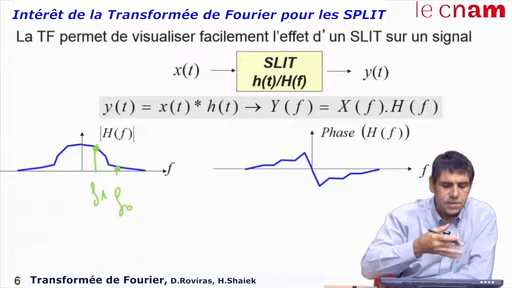 Intérêt de la Transformée de Fourier pour les SPLIT
le cnam
La TF permet de visualiser facilement l'effet d' un SLIT sur un signal
x(t)
SLIT
h(t)/H(f)
y(t)
y(t) = x(t)* h(t) → Y(f) = X(f).H(f)
|H(f)|
f
Phase (H(f))
f
f1 f0
6 Transformée de Fourier, D.Roviras, H.Shaiek